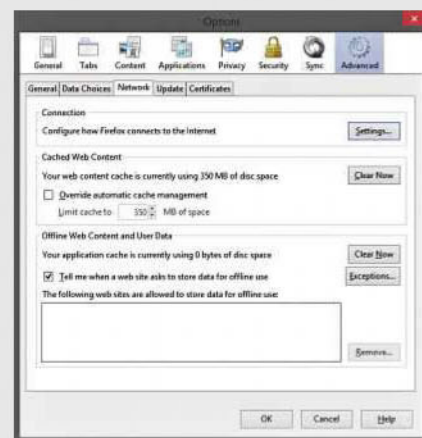 Options
General Tabs Content Applications Privacy Security Sync Advanced
General Data Choices Network Update Certificates
Connection
Configure how Firefox connects to the Internet Settings...
Cached Web Content
Your web content cache is currently using 350 MB of disc space Clear Now
Override automatic cache management
Limit cache to 350 MB of space
Offline Web Content and User Data
Your application cache is currently using 0 bytes of disc space Clear Now
Tell me when a web site asks to store data for offline use Exceptions...
The following web sites are allowed to store data for offline use:
Remove...
OK Cancel Help